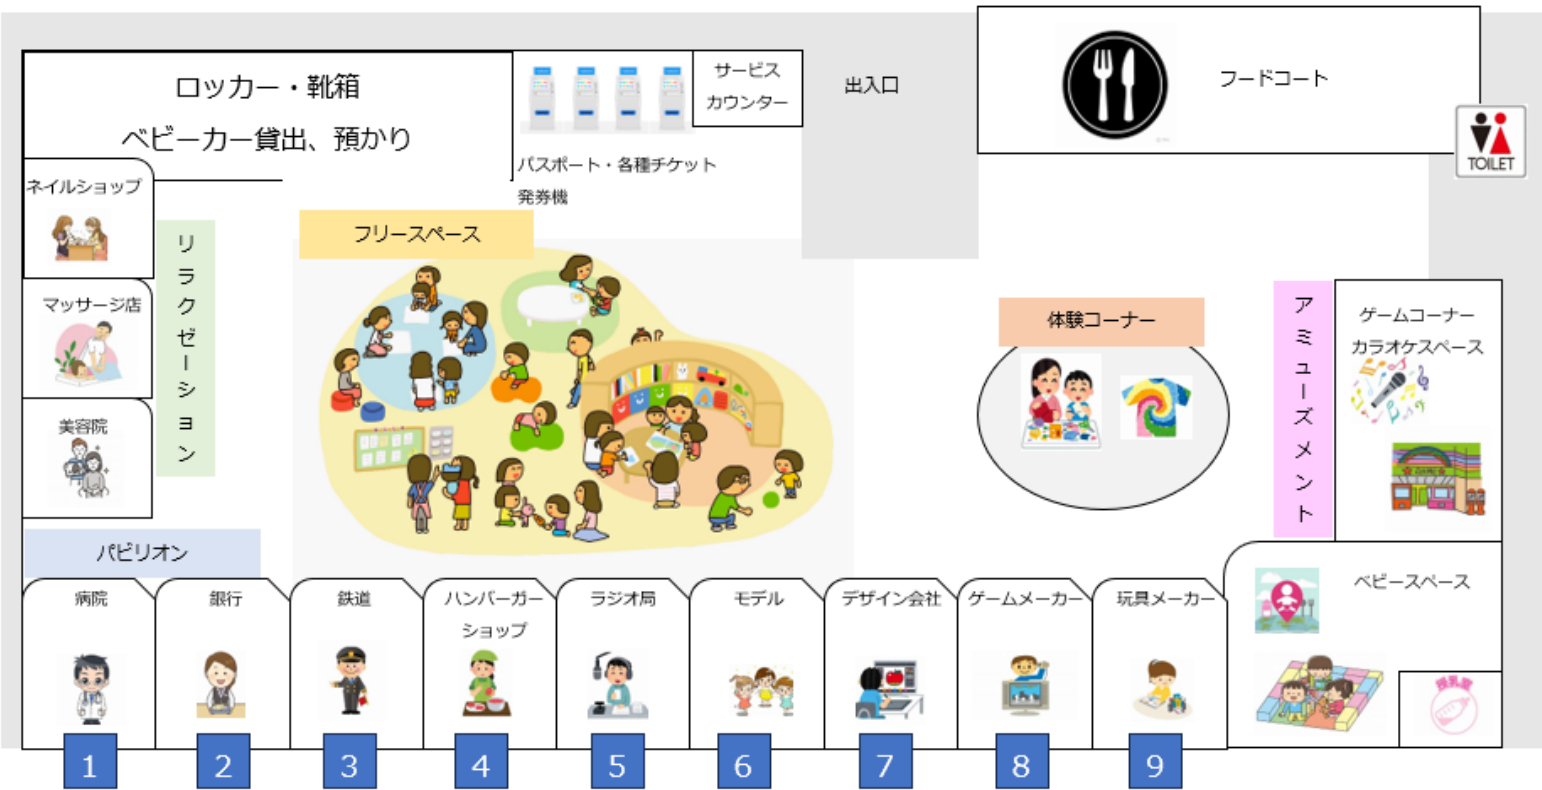 ロッカー・靴箱
ベビーカー貸出、預かり
サービス
カウンター
パスポート・各種チケット
発券機
出入口
フードコート
TOILET
ネイルショップ
マッサージ店
美容院
リラクゼーション
フリースペース
体験コーナー
アミューズメント
ゲームコーナー
カラオケスペース
GAME
パビリオン
病院
銀行
鉄道
ハンバーガー
ショップ
ラジオ局
モデル
デザイン会社
ゲームメーカー
玩具メーカー
ベビースペース
授乳室
1
2
3
4
5
6
7
8
9